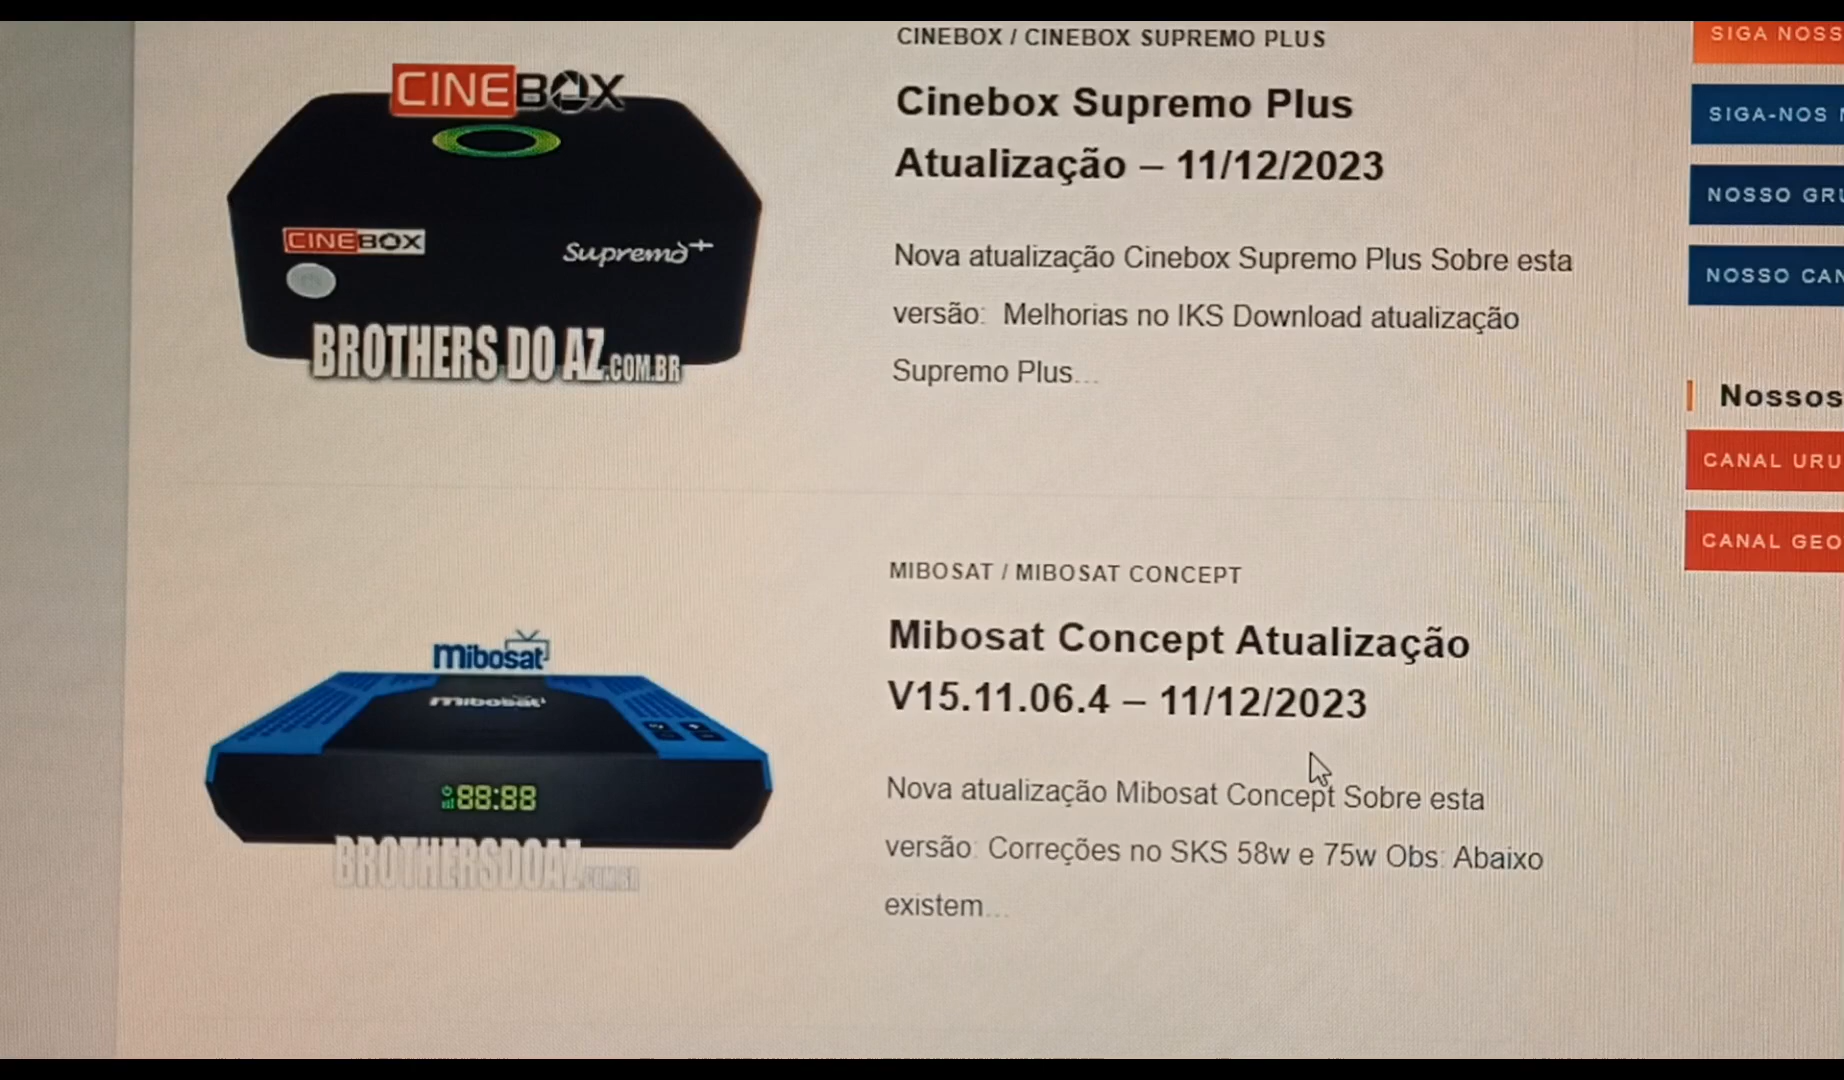 CINEBOX / CINEBOX SUPREMO PLUS
CINEBOX
Cinebox Supremo Plus
Atualização – 11/12/2023
CINEBOX
Supremo+
BROTHERS DO AZ.COM.BR
Nova atualização Cinebox Supremo Plus Sobre esta
versão: Melhorias no IKS Download atualização
Supremo Plus...
MIBOSAT / MIBOSAT CONCEPT
mibosat
mibosat
Mibosat Concept Atualização
V15.11.06.4 – 11/12/2023
88:88
BROTHERSDOAZ.COM.BR
Nova atualização Mibosat Concept Sobre esta
versão: Correções no SKS 58w e 75w Obs: Abaixo
existem...
SIGA NOSS
SIGA-NOS
NOSSO GRU
NOSSO CAN
Nossos
CANAL URU
CANAL GEO